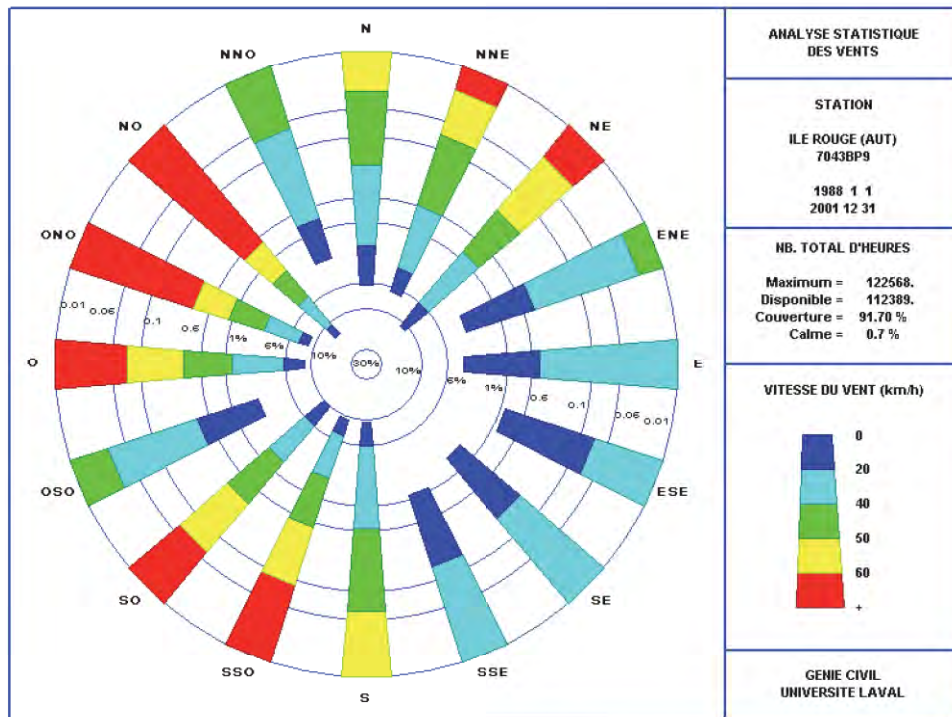 N
NNO
NNE
NO
NE
ONO
ENE
0.01
0.06
0.1
0.6
1%
6%
10%
30%
10%
6%
1%
0.6
0.1
0.06
0.01
O
E
OSO
ESE
SO
SE
SSO
SSE
S
ANALYSE STATISTIQUE
DES VENTS
STATION
ILE ROUGE (AUT)
7043BP9
1988 1 1
2001 12 31
NB. TOTAL D'HEURES
Maximum = 122568.
Disponible = 112389.
Couverture = 91.70 %
Calme = 0.7 %
VITESSE DU VENT (km/h)
0
20
40
50
60
+
GENIE CIVIL
UNIVERSITE LAVAL